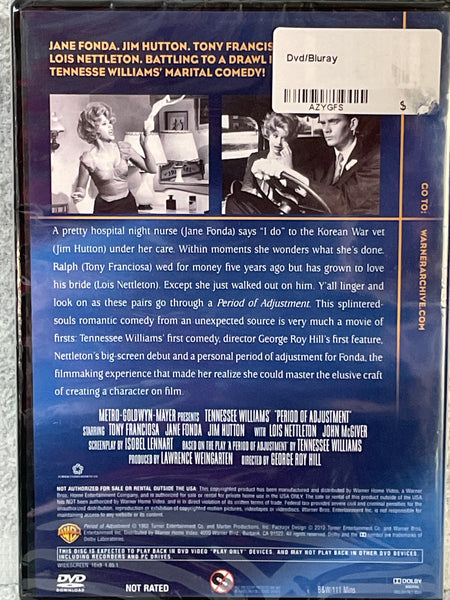 JANE FONDA. JIM HUTTON. TONY FRANCIS
LOIS NETTLETON. BATTLING TO A DRAW I
TENNESSEE WILLIAMS' MARITAL COMEDY!
Dvd/Bluray
AZYGFS
$
GO TO: WARNERARCHIVE.COM
A pretty hospital night nurse (Jane Fonda) says "I do" to the Korean War vet
(Jim Hutton) under her care. Within moments she wonders what she's done.
Ralph (Tony Franciosa) wed for money five years ago but has grown to love
his bride (Lois Nettleton). Except she just walked out on him. Y'all linger and
look on as these pairs go through a Period of Adjustment. This splintered-
souls romantic comedy from an unexpected source is very much a movie of
firsts: Tennessee Williams' first comedy, director George Roy Hill's first feature,
Nettleton's big-screen debut and a personal period of adjustment for Fonda, the
filmmaking experience that made her realize she could master the elusive craft
of creating a character on film.
METRO-GOLDWYN-MAYER PRESENTS TENNESSEE WILLIAMS' "PERIOD OF ADJUSTMENT"
STARRING TONY FRANCIOSA JANE FONDA JIM HUTTON WITH LOIS NETTLETON JOHN McGIVER
SCREENPLAY BY ISOBEL LENNART BASED ON THE PLAY A PERIOD OF ADJUSTMENT BY TENNESSEE WILLIAMS
PRODUCED BY LAWRENCE WEINGARTEN DIRECTED BY GEORGE ROY HILL
NOT AUTHORIZED FOR SALE OR RENTAL OUTSIDE THE USA
WB
THIS DISC IS EXPECTED TO PLAY BACK IN DVD VIDEO "PLAY ONLY" DEVICES, AND MAY NOT PLAY BACK IN OTHER DVD DEVICES,
INCLUDING RECORDERS AND PC DRIVES.
WIDESCREEN 16x9 1.85:1
DVD
DOWNLOAD
NOT RATED
B&W/111 Mins
DOLBY
DIGITAL